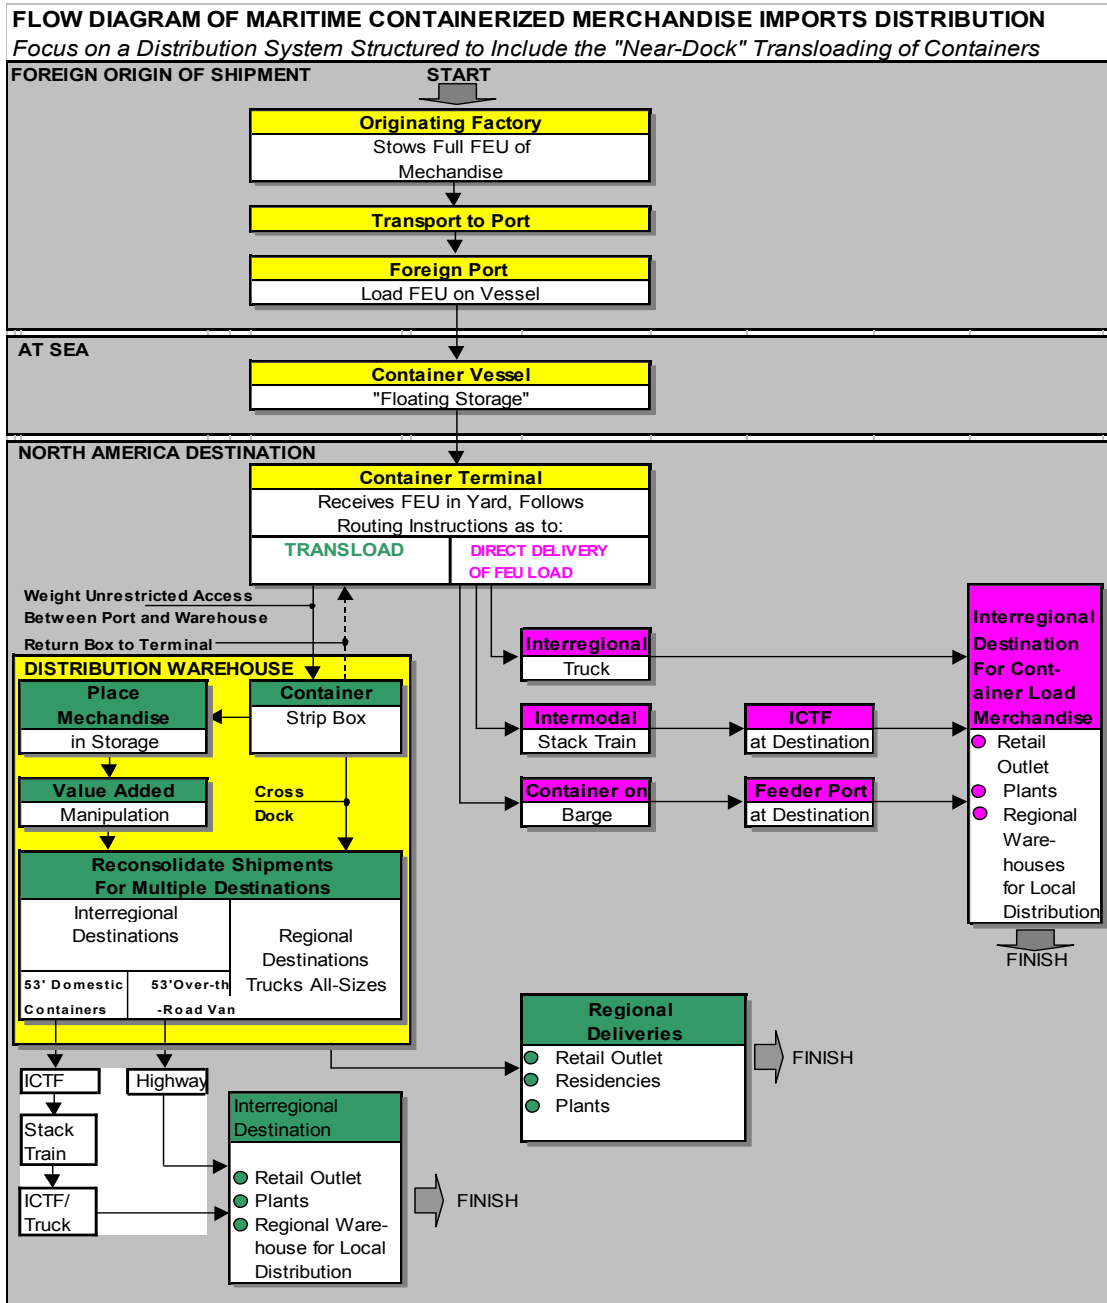 FLOW DIAGRAM OF MARITIME CONTAINERIZED MERCHANDISE IMPORTS DISTRIBUTION
Focus on a Distribution System Structured to Include the "Near-Dock" Transloading of Containers
FOREIGN ORIGIN OF SHIPMENT
START
Originating Factory
Stows Full FEU of
Mechandise
Transport to Port
Foreign Port
Load FEU on Vessel
AT SEA
Container Vessel
"Floating Storage"
NORTH AMERICA DESTINATION
Container Terminal
Receives FEU in Yard, Follows
Routing Instructions as to:
TRANSLOAD
DIRECT DELIVERY
OF FEU LOAD
Weight Unrestricted Access
Between Port and Warehouse
Return Box to Terminal
DISTRIBUTION WAREHOUSE
Place
Mechandise
in Storage
Container
Strip Box
Value Added
Manipulation
Cross
Dock
Reconsolidate Shipments
For Multiple Destinations
Interregional
Destinations
Regional
Destinations
Trucks All-Sizes
53' Domestic
Containers
53'Over-th
-Road Van
Interregional
Truck
Intermodal
Stack Train
ICTF
at Destination
Container on
Barge
Feeder Port
at Destination
Interregional
Destination
For Cont-
ainer Load
Merchandise
Retail
Outlet
Plants
Regional
Ware-
houses
for Local
Distribution
FINISH
Regional
Deliveries
Retail Outlet
Residencies
Plants
FINISH
ICTF
Highway
Stack
Train
ICTF/
Truck
Interregional
Destination
Retail Outlet
Plants
Regional Ware-
house for Local
Distribution
FINISH